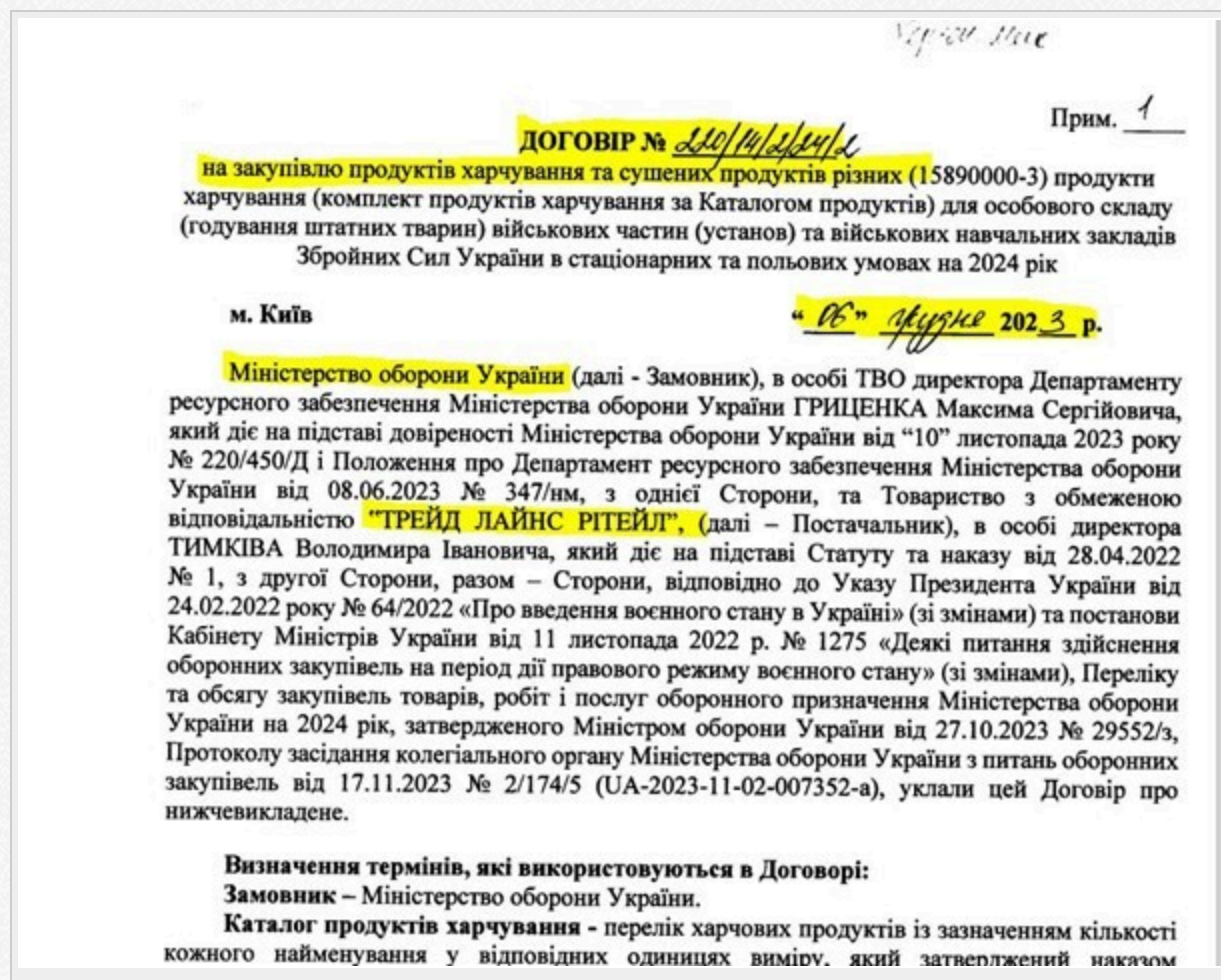 Прим. 1
ДОГОВІР № 220/14/2/24/2
на закупівлю продуктів харчування та сушених продуктів різних (15890000-3) продукти
харчування (комплект продуктів харчування за Каталогом продуктів) для особового складу
(годування штатних тварин) військових частин (установ) та військових навчальних закладів
Збройних Сил України в стаціонарних та польових умовах на 2024 рік
м. Київ “06” грудня 2023 р.
Міністерство оборони України (далі - Замовник), в особі ТВО директора Департаменту
ресурсного забезпечення Міністерства оборони України ГРИЦЕНКА Максима Сергійовича,
який діє на підставі довіреності Міністерства оборони України від “10” листопада 2023 року
№ 220/450/Д і Положення про Департамент ресурсного забезпечення Міністерства оборони
України від 08.06.2023 № 347/нм, з однієї Сторони, та Товариство з обмеженою
відповідальністю “ТРЕЙД ЛАЙНС РІТЕЙЛ”, (далі – Постачальник), в особі директора
ТИМКІВА Володимира Івановича, який діє на підставі Статуту та наказу від 28.04.2022
№ 1, з другої Сторони, разом – Сторони, відповідно до Указу Президента України від
24.02.2022 року № 64/2022 «Про введення воєнного стану в Україні» (зі змінами) та постанови
Кабінету Міністрів України від 11 листопада 2022 р. № 1275 «Деякі питання здійснення
оборонних закупівель на період дії правового режиму воєнного стану» (зі змінами), Переліку
та обсягу закупівель товарів, робіт і послуг оборонного призначення Міністерства оборони
України на 2024 рік, затвердженого Міністром оборони України від 27.10.2023 № 29552/з,
Протоколу засідання колегіального органу Міністерства оборони України з питань оборонних
закупівель від 17.11.2023 № 2/174/5 (UA-2023-11-02-007352-а), уклали цей Договір про
нижчевикладене.
Визначення термінів, які використовуються в Договорі:
Замовник – Міністерство оборони України.
Каталог продуктів харчування - перелік харчових продуктів із зазначенням кількості
кожного найменування у відповідних одиницях виміру, який затверджений наказом